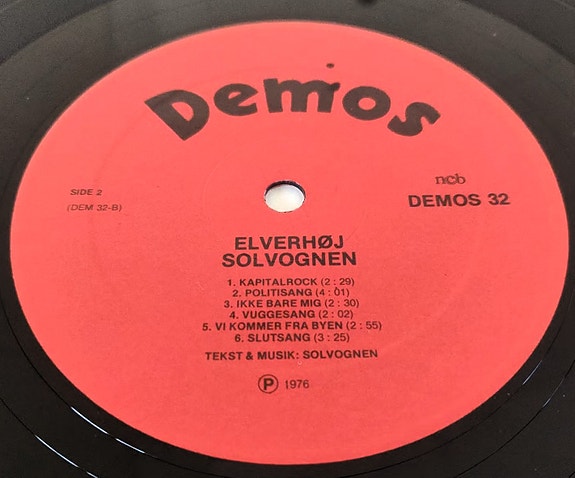 Demos
SIDE 2
(DEM 32-B)
ncb
DEMOS 32
ELVERHØJ
SOLVOGNEN
1. KAPITALROCK (2 : 29)
2. POLITISANG (4 : 01)
3. IKKE BARE MIG (2 : 30)
4. VUGGESANG (2 : 02)
5. VI KOMMER FRA BYEN (2 : 55)
6. SLUTSANG (3 : 25)
TEKST & MUSIK: SOLVOGNEN
Ⓟ 1976